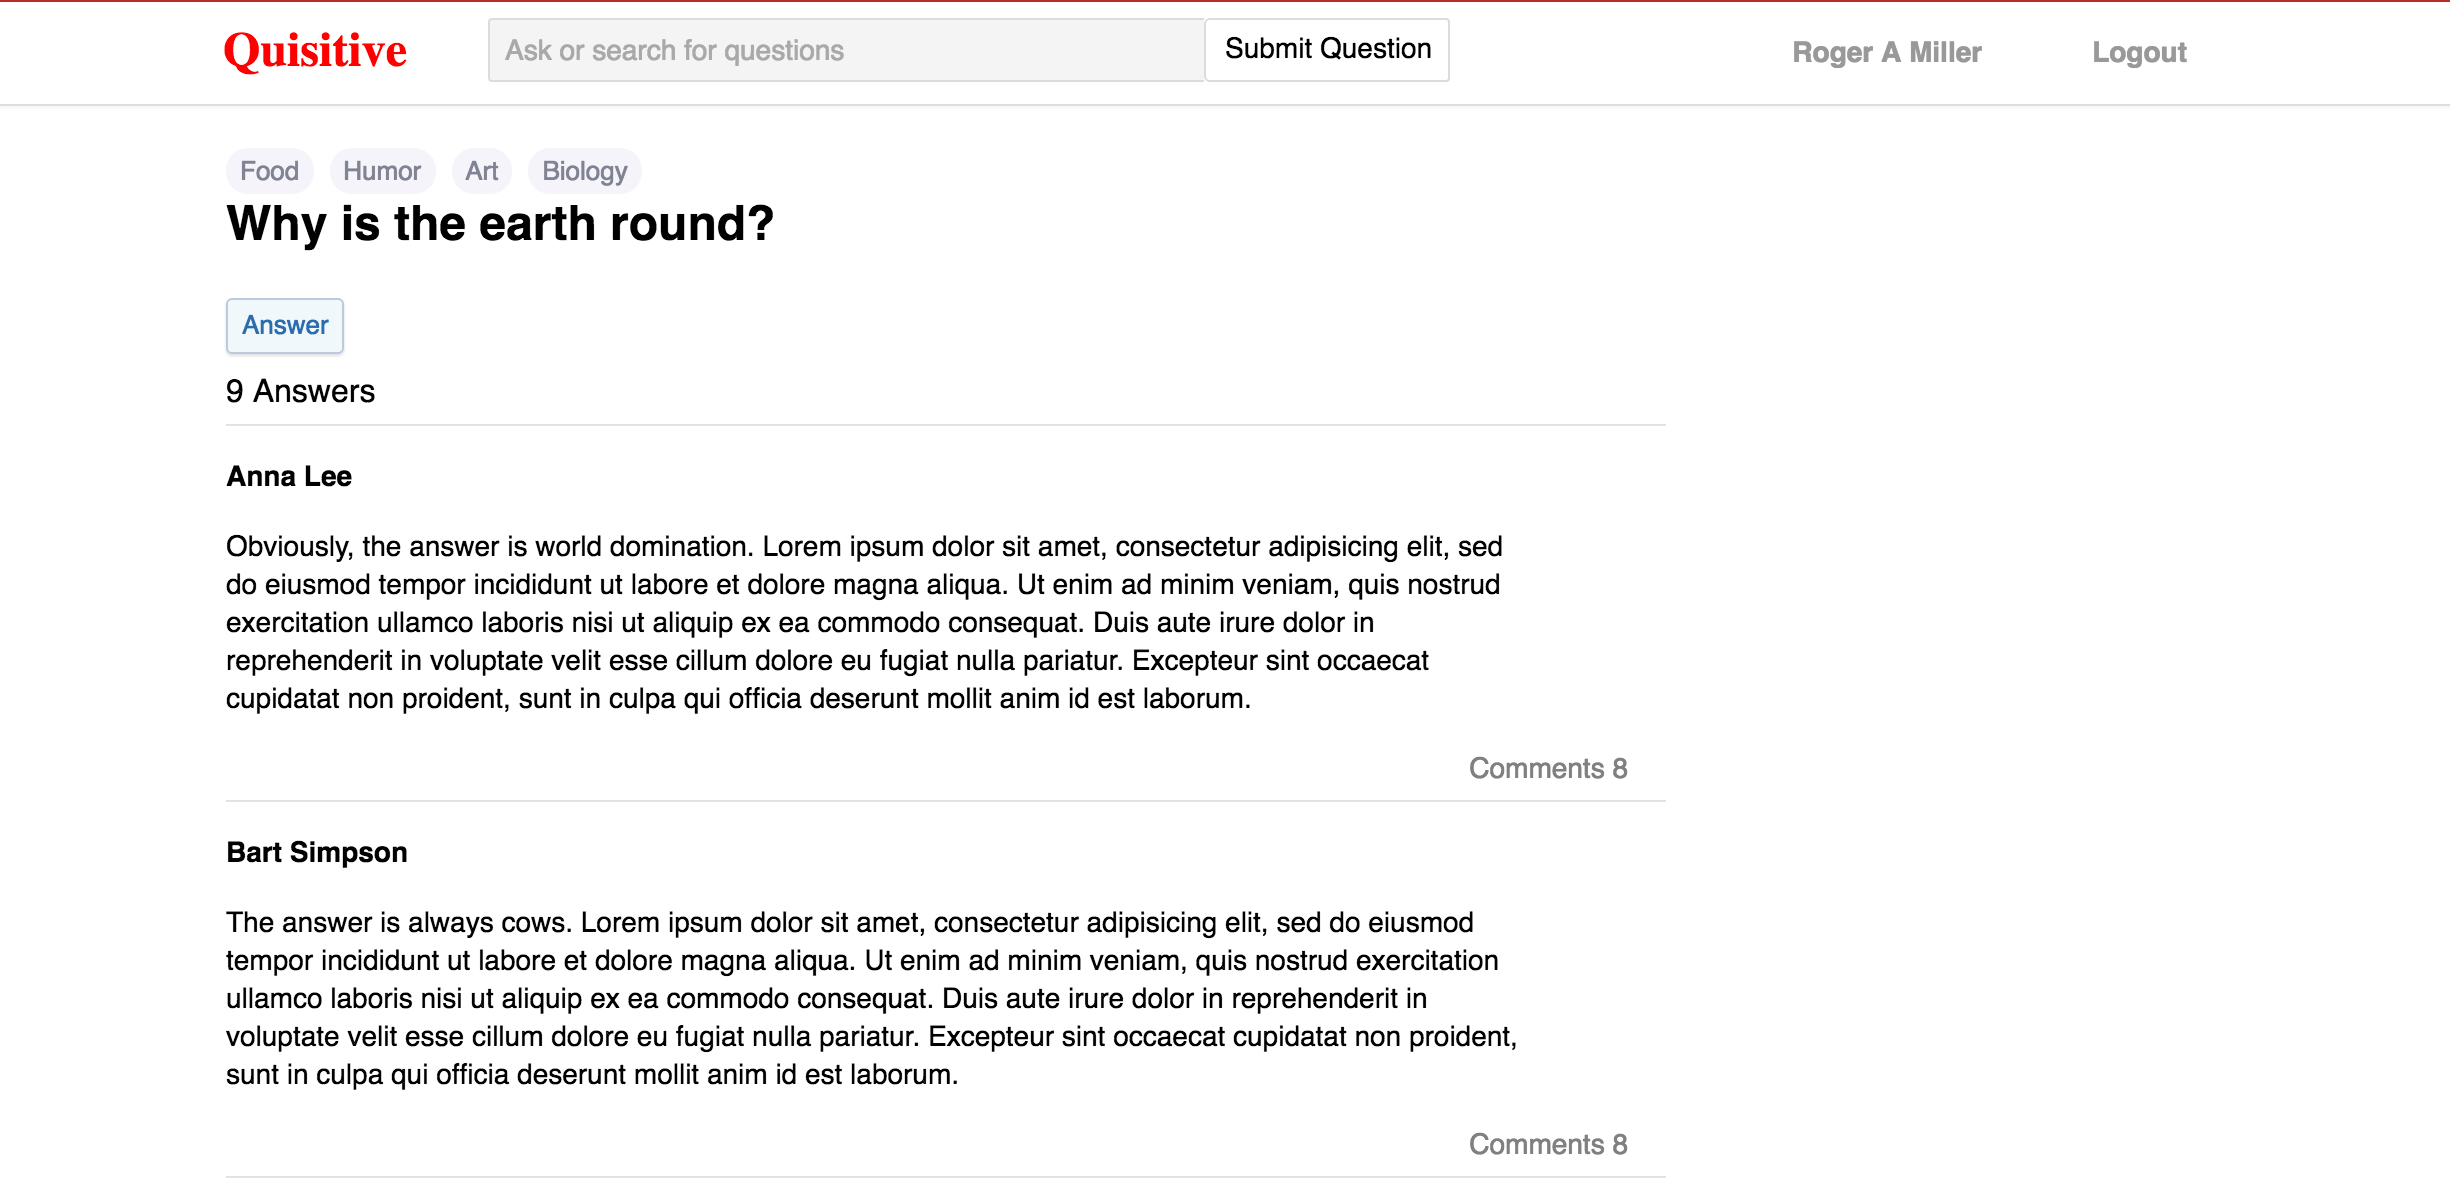 Quisitive
Ask or search for questions
Submit Question
Roger A Miller
Logout
Food Humor Art Biology
Why is the earth round?
Answer
9 Answers
Anna Lee
Obviously, the answer is world domination. Lorem ipsum dolor sit amet, consectetur adipisicing elit, sed
do eiusmod tempor incididunt ut labore et dolore magna aliqua. Ut enim ad minim veniam, quis nostrud
exercitation ullamco laboris nisi ut aliquip ex ea commodo consequat. Duis aute irure dolor in
reprehenderit in voluptate velit esse cillum dolore eu fugiat nulla pariatur. Excepteur sint occaecat
cupidatat non proident, sunt in culpa qui officia deserunt mollit anim id est laborum.
Comments 8
Bart Simpson
The answer is always cows. Lorem ipsum dolor sit amet, consectetur adipisicing elit, sed do eiusmod
tempor incididunt ut labore et dolore magna aliqua. Ut enim ad minim veniam, quis nostrud exercitation
ullamco laboris nisi ut aliquip ex ea commodo consequat. Duis aute irure dolor in reprehenderit in
voluptate velit esse cillum dolore eu fugiat nulla pariatur. Excepteur sint occaecat cupidatat non proident,
sunt in culpa qui officia deserunt mollit anim id est laborum.
Comments 8